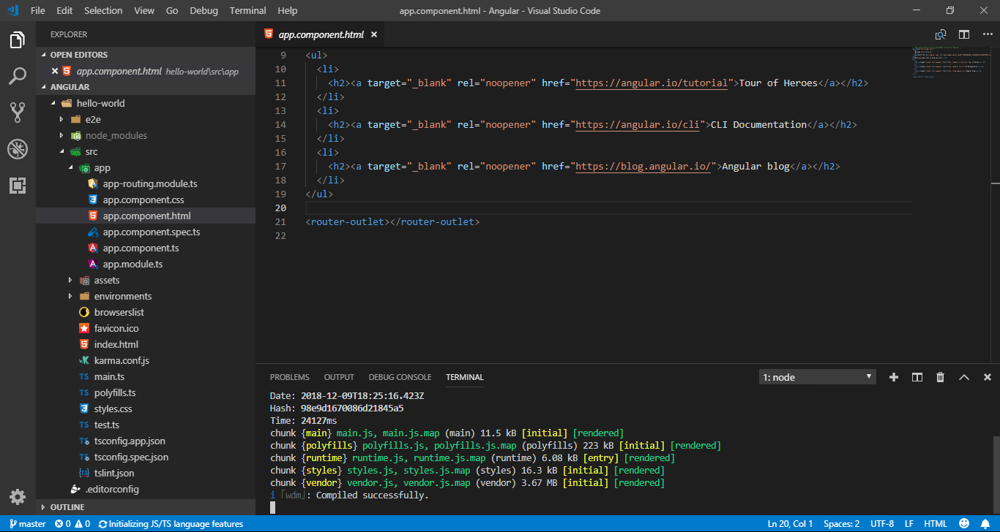 File Edit Selection View Go Debug Terminal Help app.component.html - Angular - Visual Studio Code
EXPLORER
OPEN EDITORS
app.component.html hello-world\src\app
ANGULAR
hello-world
e2e
node_modules
src
app
app-routing.module.ts
app.component.css
app.component.html
app.component.spec.ts
app.component.ts
app.module.ts
assets
environments
browserslist
favicon.ico
index.html
karma.conf.js
TS main.ts
TS polyfills.ts
styles.css
TS test.ts
TS tsconfig.app.json
TS tsconfig.spec.json
tslint.json
.editorconfig
OUTLINE
app.component.html
9 <ul>
10 <li>
11 <h2><a target="_blank" rel="noopener" href="https://angular.io/tutorial">Tour of Heroes</a></h2>
12 </li>
13 <li>
14 <h2><a target="_blank" rel="noopener" href="https://angular.io/cli">CLI Documentation</a></h2>
15 </li>
16 <li>
17 <h2><a target="_blank" rel="noopener" href="https://blog.angular.io/">Angular blog</a></h2>
18 </li>
19 </ul>
20
21 <router-outlet></router-outlet>
22
PROBLEMS OUTPUT DEBUG CONSOLE TERMINAL 1: node
Date: 2018-12-09T18:25:16.423Z
Hash: 98e9d1670086d21845a5
Time: 24127ms
chunk {main} main.js, main.js.map (main) 11.5 kB [initial] [rendered]
chunk {polyfills} polyfills.js, polyfills.js.map (polyfills) 223 kB [initial] [rendered]
chunk {runtime} runtime.js, runtime.js.map (runtime) 6.08 kB [entry] [rendered]
chunk {styles} styles.js, styles.js.map (styles) 16.3 kB [initial] [rendered]
chunk {vendor} vendor.js, vendor.js.map (vendor) 3.67 MB [initial] [rendered]
i ｢wdm｣: Compiled successfully.
master 0 0 Initializing JS/TS language features Ln 20, Col 1 Spaces: 2 UTF-8 LF HTML